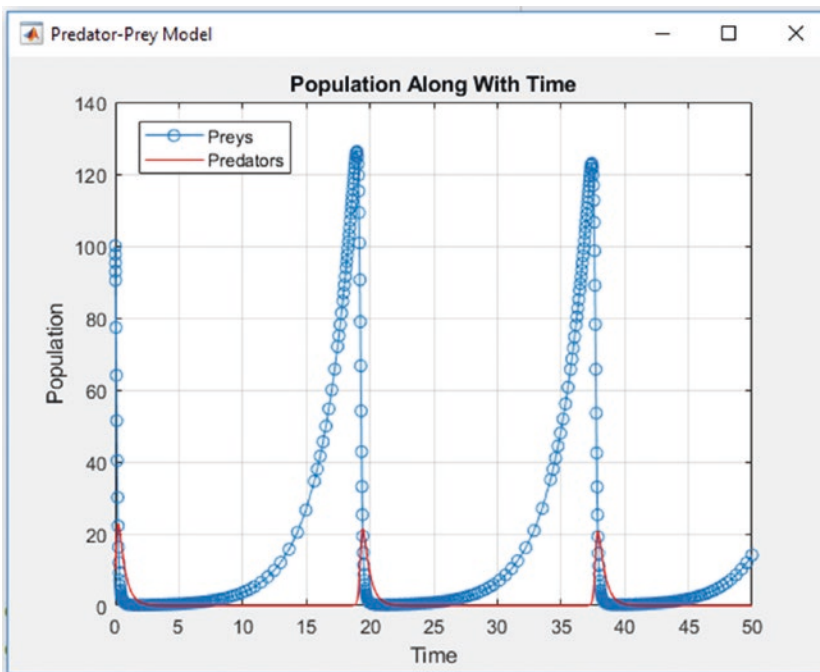 Predator-Prey Model
Population Along With Time
140
120
100
80
60
40
20
0
Population
Preys
Predators
0 5 10 15 20 25 30 35 40 45 50
Time